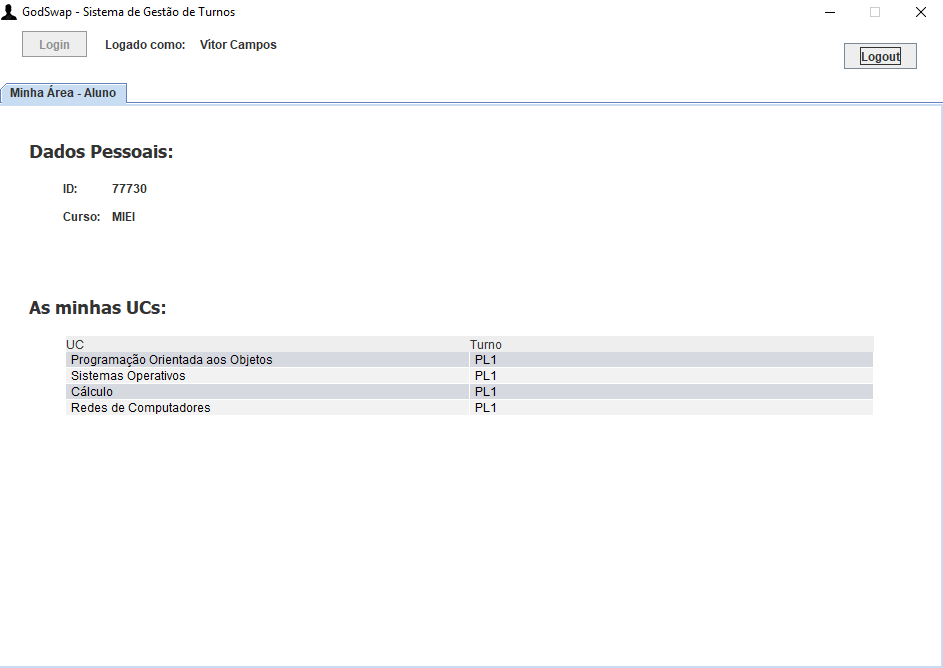 GodSwap - Sistema de Gestão de Turnos
Login Logado como: Vitor Campos Logout
Minha Área - Aluno
Dados Pessoais:
ID: 77730
Curso: MIEI
As minhas UCs:
UC Turno
Programação Orientada aos Objetos PL1
Sistemas Operativos PL1
Cálculo PL1
Redes de Computadores PL1